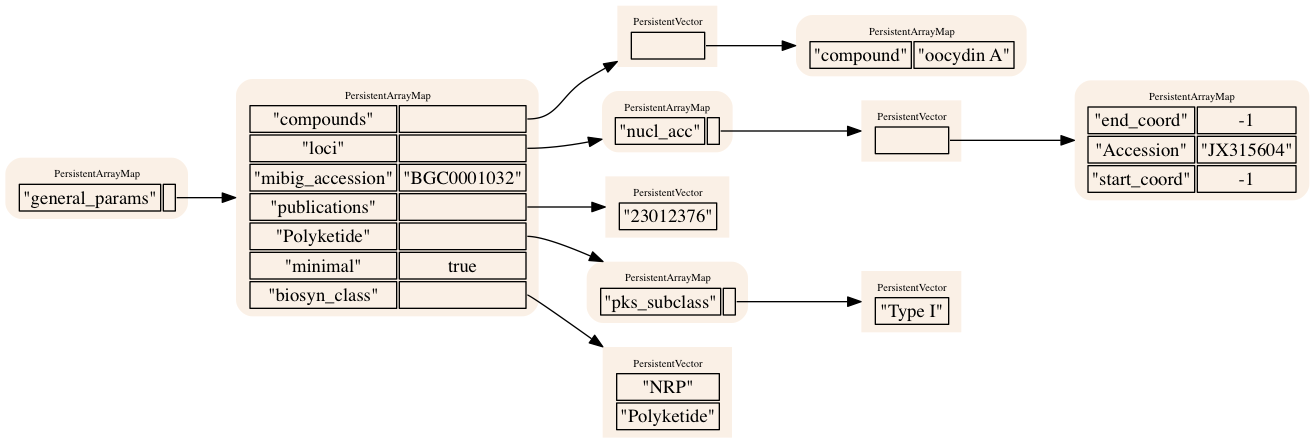 PersistentArrayMap
"general_params"
PersistentArrayMap
"compounds"
"loci"
"mibig_accession" "BGC0001032"
"publications"
"Polyketide"
"minimal" true
"biosyn_class"
PersistentVector
PersistentArrayMap
"compound" "oocydin A"
PersistentArrayMap
"nucl_acc"
PersistentVector
PersistentArrayMap
"end_coord" -1
"Accession" "JX315604"
"start_coord" -1
PersistentVector
"23012376"
PersistentArrayMap
"pks_subclass"
PersistentVector
"Type I"
PersistentVector
"NRP"
"Polyketide"